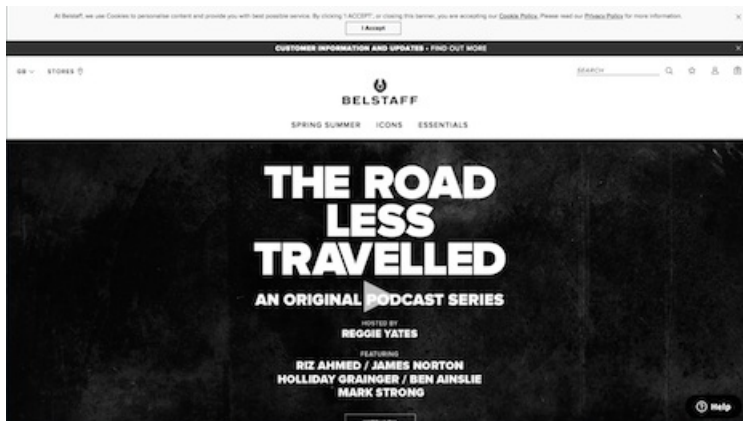 At Belstaff, we use Cookies to personalise content and provide you with best possible service. By clicking 'I ACCEPT', or closing this banner, you are accepting our Cookie Policy. Please read our Privacy Policy for more information.
I Accept
CUSTOMER INFORMATION AND UPDATES - FIND OUT MORE
GB STORES SEARCH
BELSTAFF
SPRING SUMMER ICONS ESSENTIALS
THE ROAD
LESS
TRAVELLED
AN ORIGINAL PODCAST SERIES
HOSTED BY
REGGIE YATES
FEATURING
RIZ AHMED / JAMES NORTON
HOLLIDAY GRAINGER / BEN AINSLIE
MARK STRONG
Help